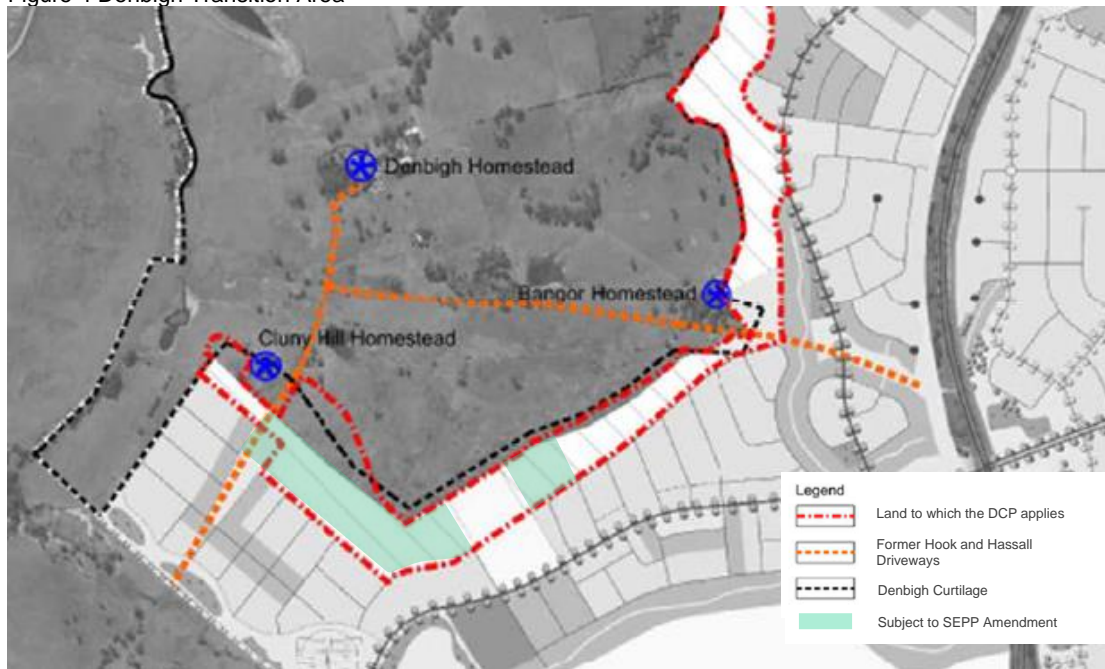 Figure 4 Denbigh Transition Area
Denbigh Homestead
Bangor Homestead
Cluny Hill Homestead
Legend
Land to which the DCP applies
Former Hook and Hassall
Driveways
Denbigh Curtilage
Subject to SEPP Amendment